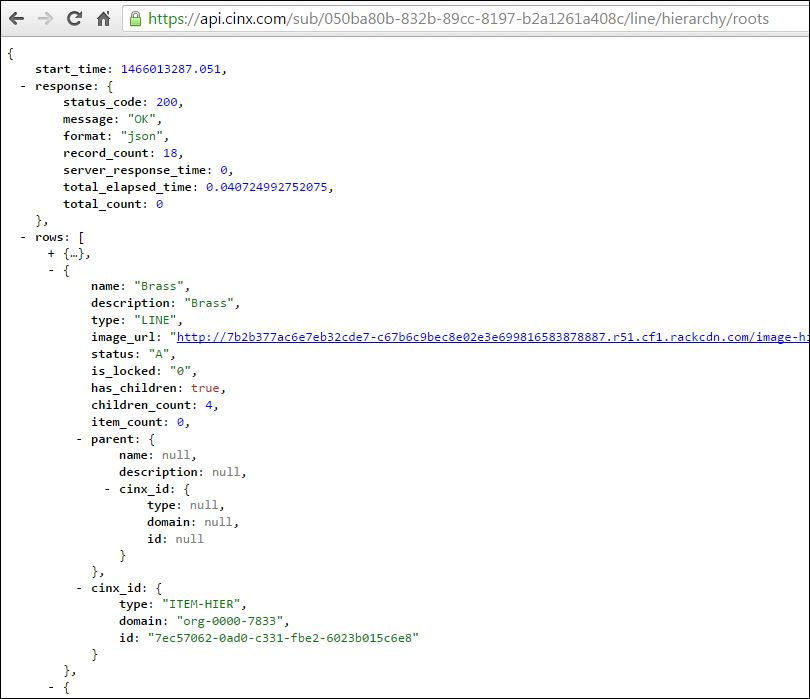 https://api.cinx.com/sub/050ba80b-832b-89cc-8197-b2a1261a408c/line/hierarchy/roots
{
start_time: 1466013287.051,
- response: {
status_code: 200,
message: "OK",
format: "json",
record_count: 18,
server_response_time: 0,
total_elapsed_time: 0.040724992752075,
total_count: 0
},
- rows: [
+ {…},
- {
name: "Brass",
description: "Brass",
type: "LINE",
image_url: "http://7b2b377ac6e7eb32cde7-c67b6c9bec8e02e3e699816583878887.r51.cf1.rackcdn.com/image-hi
status: "A",
is_locked: "0",
has_children: true,
children_count: 4,
item_count: 0,
- parent: {
name: null,
description: null,
- cinx_id: {
type: null,
domain: null,
id: null
}
},
- cinx_id: {
type: "ITEM-HIER",
domain: "org-0000-7833",
id: "7ec57062-0ad0-c331-fbe2-6023b015c6e8"
}
},
- {